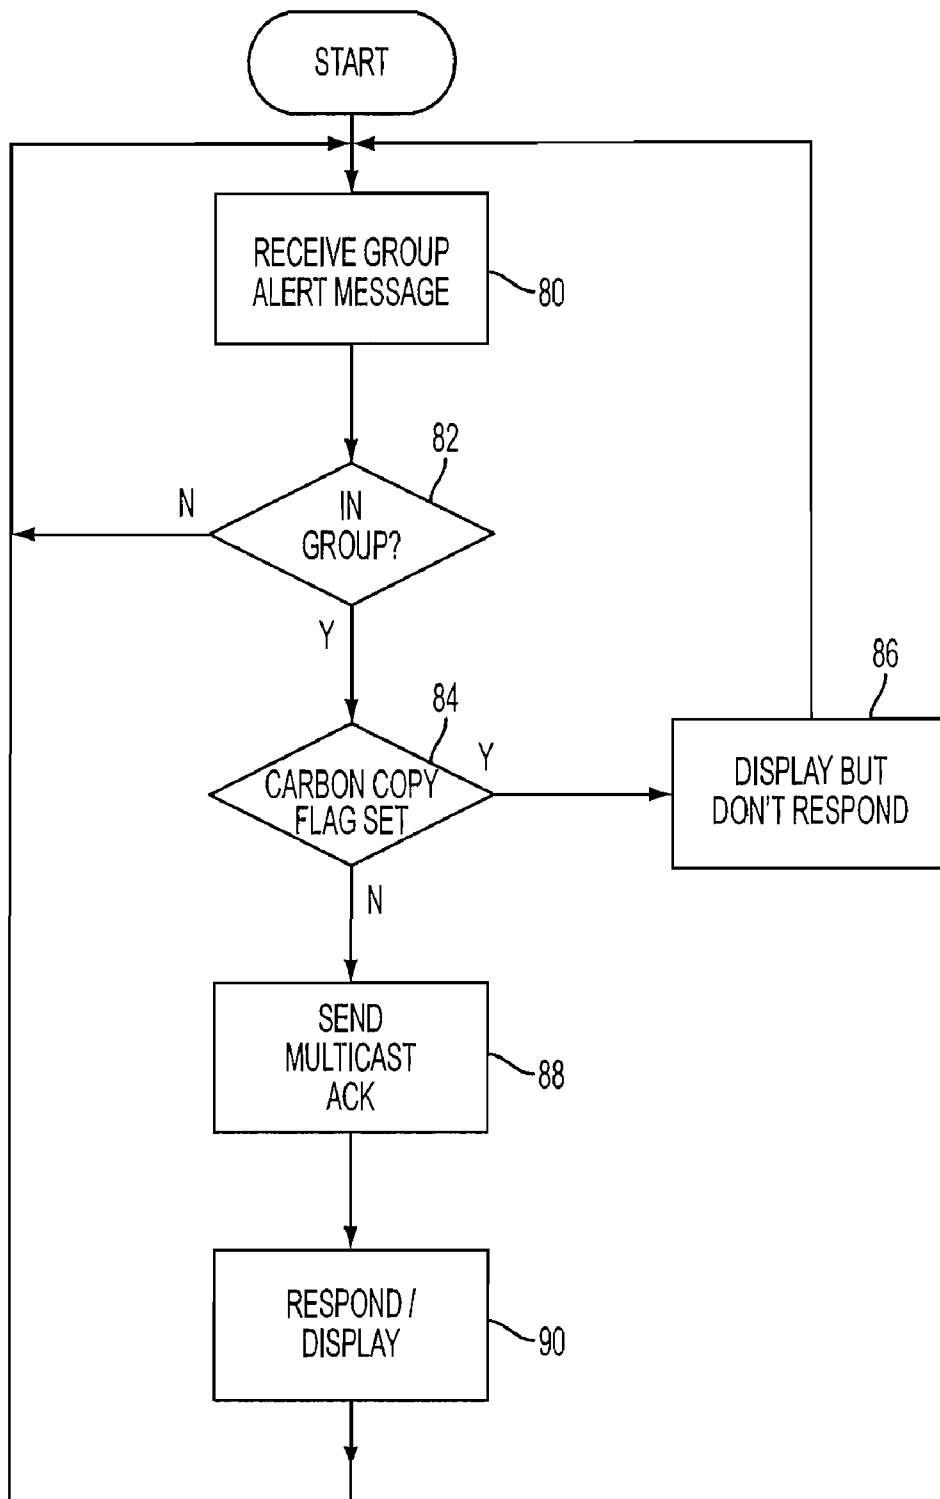 START
RECEIVE GROUP
ALERT MESSAGE
80
82
N
IN
GROUP?
Y
86
84
Y
CARBON COPY
FLAG SET
DISPLAY BUT
DON'T RESPOND
N
SEND
MULTICAST
ACK
88
RESPOND /
DISPLAY
90